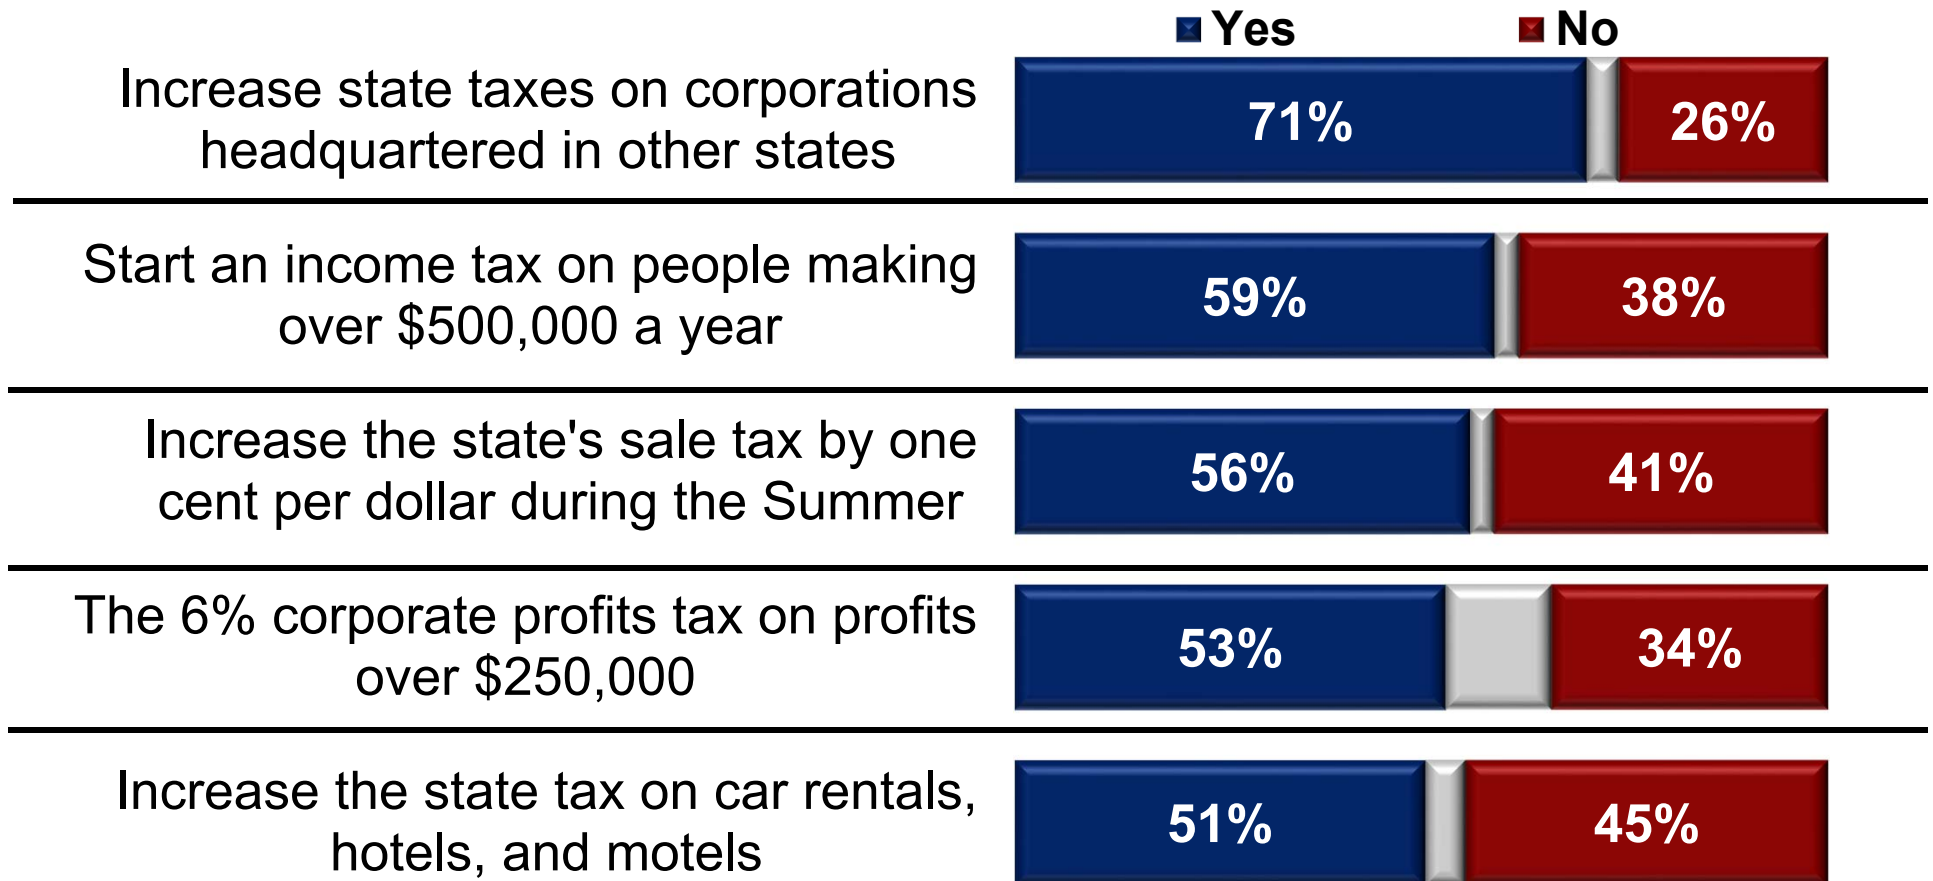 Yes No
Increase state taxes on corporations
headquartered in other states
71% 26%
Start an income tax on people making
over $500,000 a year
59% 38%
Increase the state's sale tax by one
cent per dollar during the Summer
56% 41%
The 6% corporate profits tax on profits
over $250,000
53% 34%
Increase the state tax on car rentals,
hotels, and motels
51% 45%